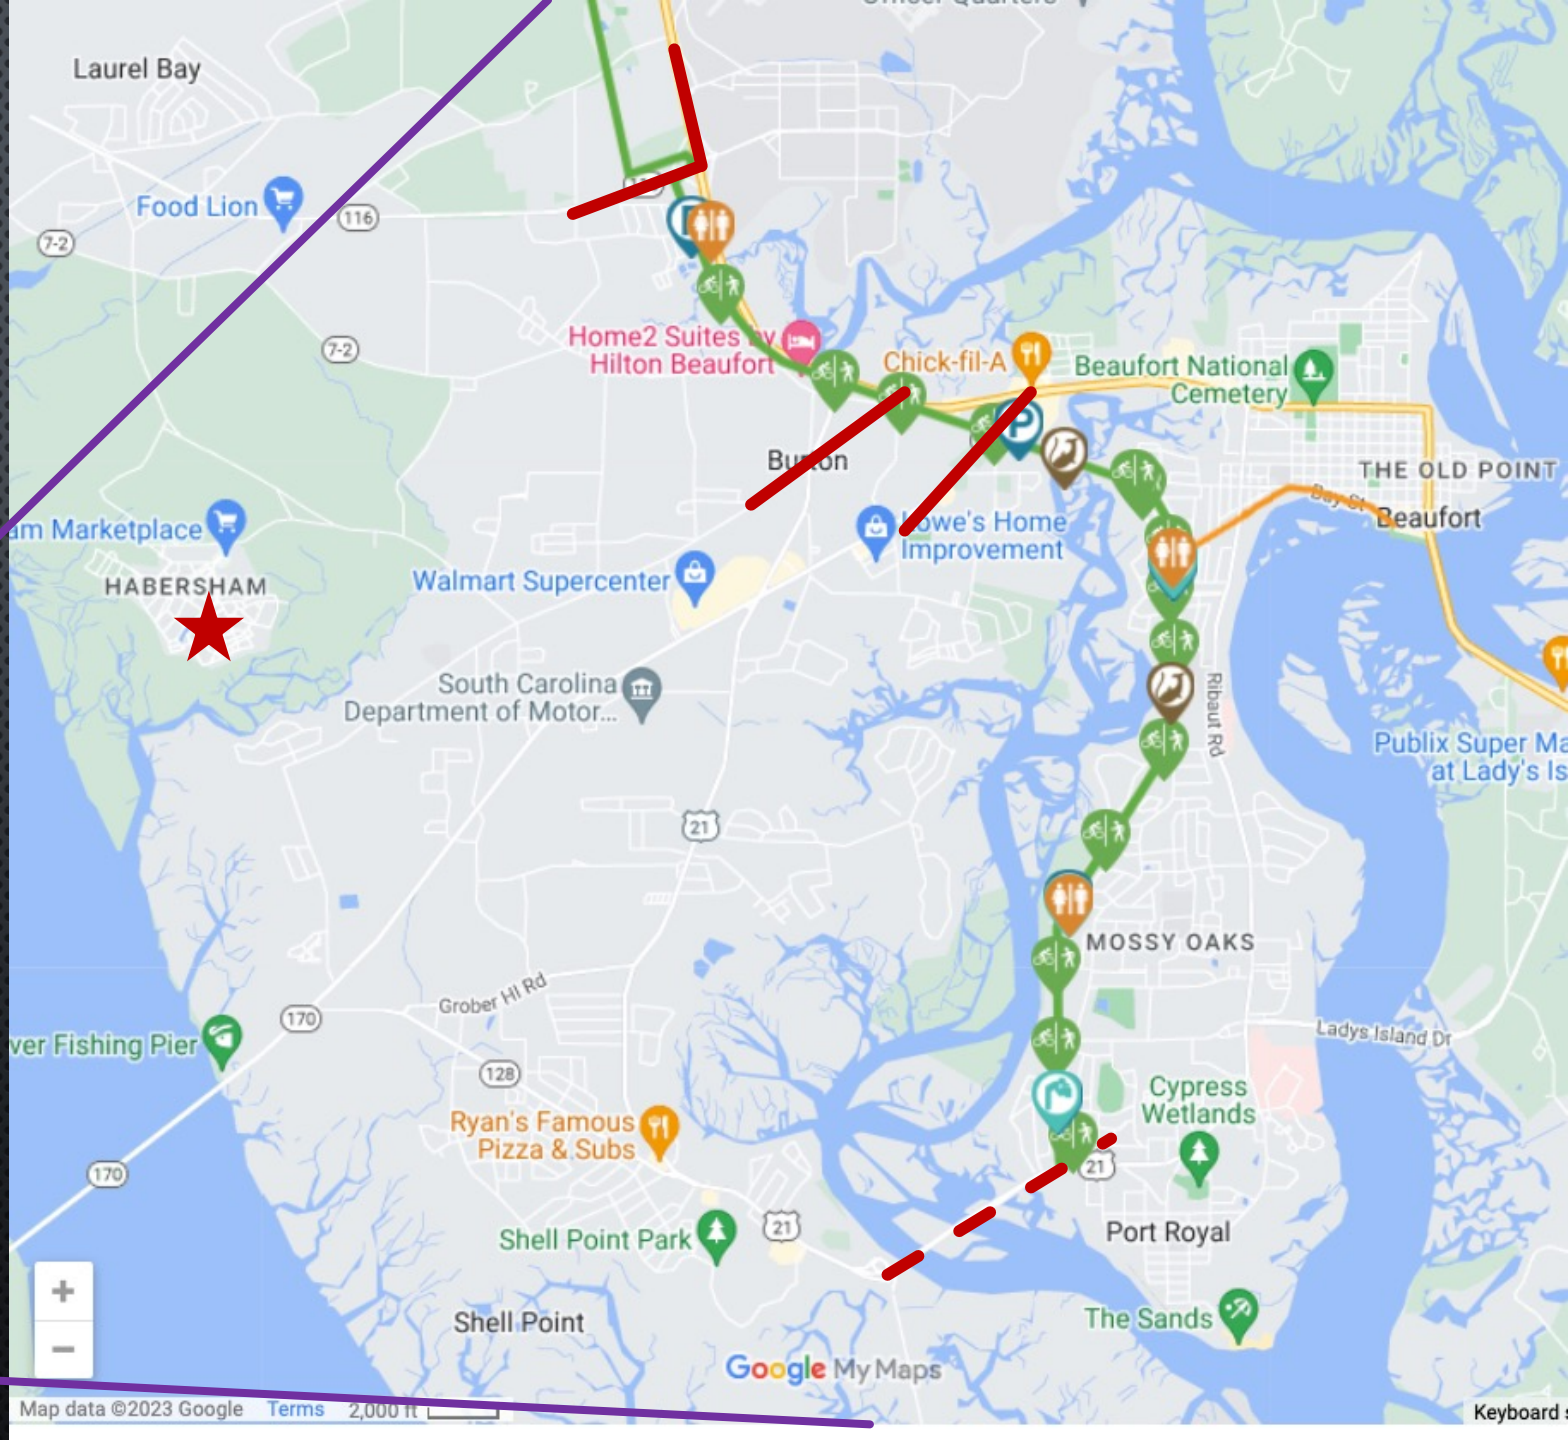 Laurel Bay
Food Lion
116
7-2
7-2
Home2 Suites by
Hilton Beaufort
Chick-fil-A
Beaufort National
Cemetery
P
Burton
THE OLD POINT
Bay St
Beaufort
am Marketplace
Lowe's Home
Improvement
HABERSHAM
Walmart Supercenter
South Carolina
Department of Motor...
Ribaut Rd
Publix Super Ma
at Lady's Is
21
MOSSY OAKS
Grober Hl Rd
170
Ladys Island Dr
ver Fishing Pier
128
Cypress
Wetlands
Ryan's Famous
Pizza & Subs
170
21
21
Shell Point Park
Port Royal
+
−
Shell Point
The Sands
Google My Maps
Map data ©2023 Google Terms 2,000 ft
Keyboard s